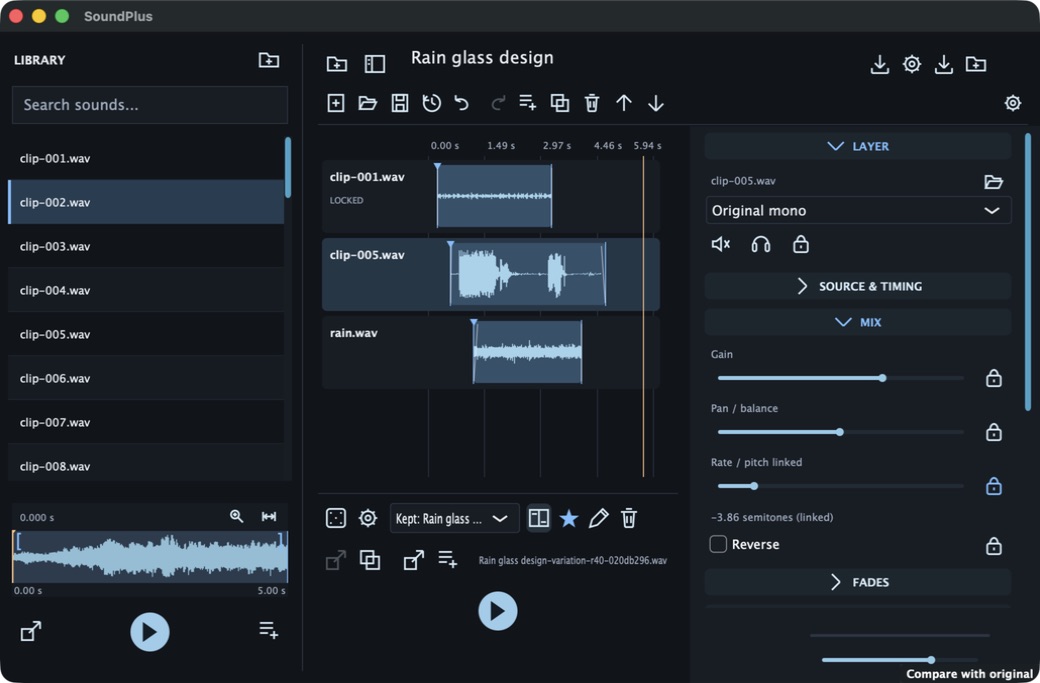 SoundPlus
LIBRARY
Search sounds...
clip-001.wav
clip-002.wav
clip-003.wav
clip-004.wav
clip-005.wav
clip-006.wav
clip-007.wav
clip-008.wav
0.000 s
0.00 s 5.00 s
Rain glass design
0.00 s 1.49 s 2.97 s 4.46 s 5.94 s
clip-001.wav
LOCKED
clip-005.wav
rain.wav
Kept: Rain glass ...
Rain glass design-variation-r40-020db296.wav
LAYER
clip-005.wav
Original mono
SOURCE & TIMING
MIX
Gain
Pan / balance
Rate / pitch linked
-3.86 semitones (linked)
Reverse
FADES
Compare with original